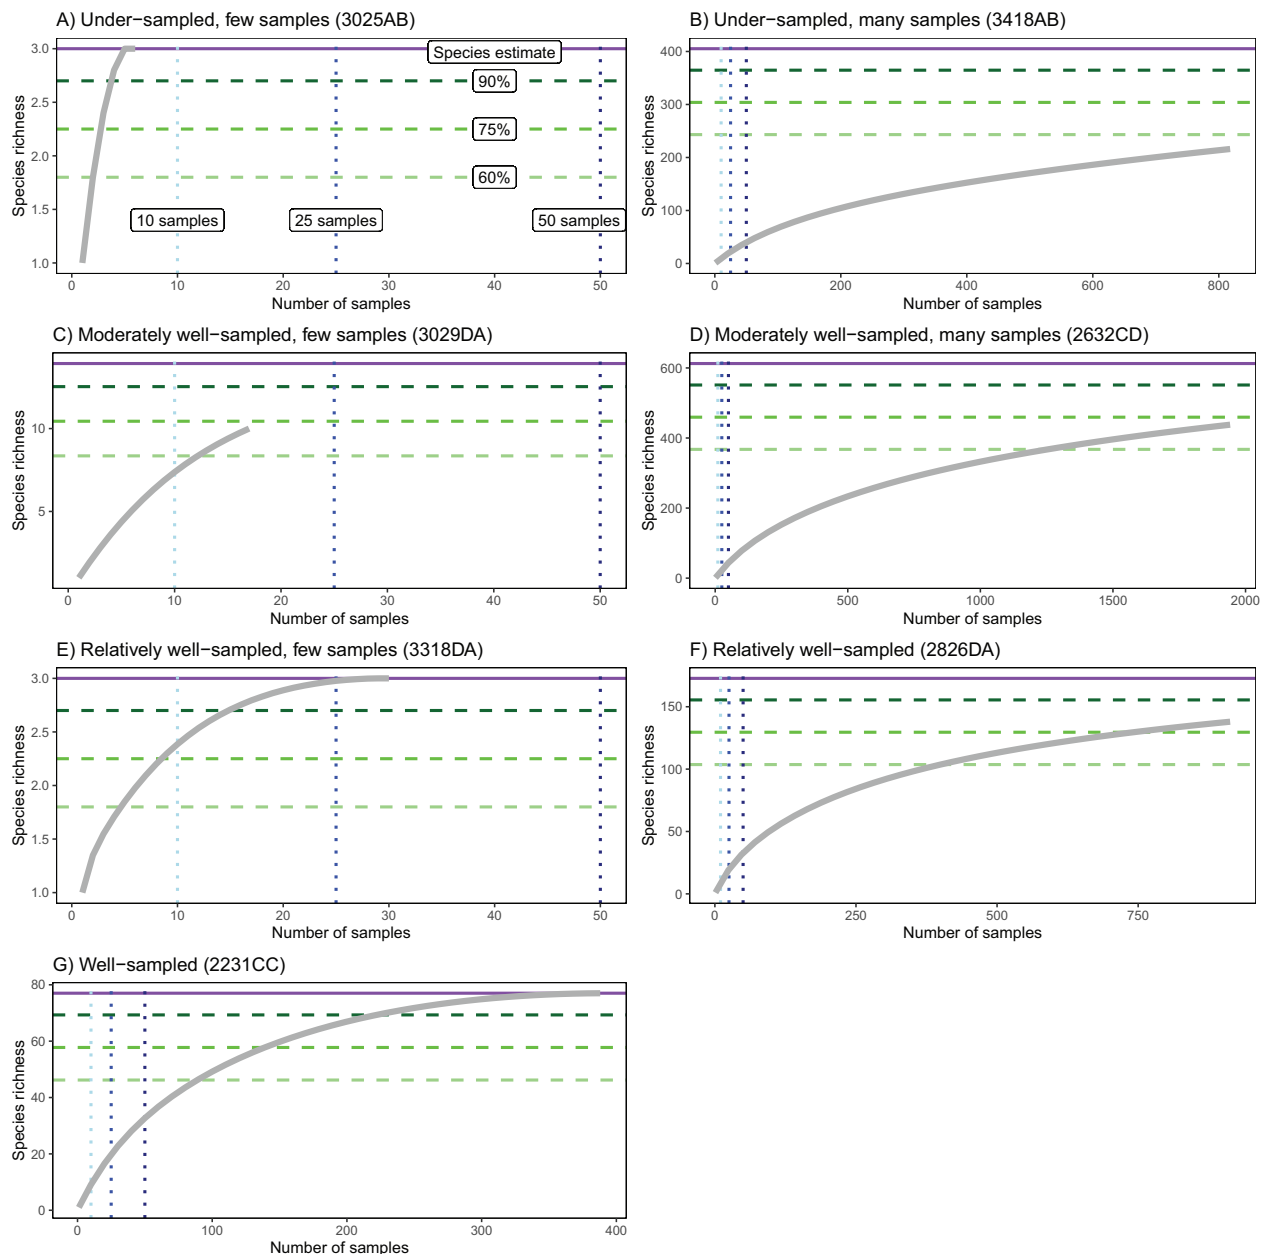 A) Under−sampled, few samples (3025AB)
Species richness
3.0
2.5
2.0
1.5
1.0
Species estimate
90%
75%
60%
10 samples
25 samples
50 samples
0 10 20 30 40 50
Number of samples
B) Under−sampled, many samples (3418AB)
Species richness
400
300
200
100
0
0 200 400 600 800
Number of samples
C) Moderately well−sampled, few samples (3029DA)
Species richness
10
5
0 10 20 30 40 50
Number of samples
D) Moderately well−sampled, many samples (2632CD)
Species richness
600
400
200
0
0 500 1000 1500 2000
Number of samples
E) Relatively well−sampled, few samples (3318DA)
Species richness
3.0
2.5
2.0
1.5
1.0
0 10 20 30 40 50
Number of samples
F) Relatively well−sampled (2826DA)
Species richness
150
100
50
0
0 250 500 750
Number of samples
G) Well−sampled (2231CC)
Species richness
80
60
40
20
0
0 100 200 300 400
Number of samples